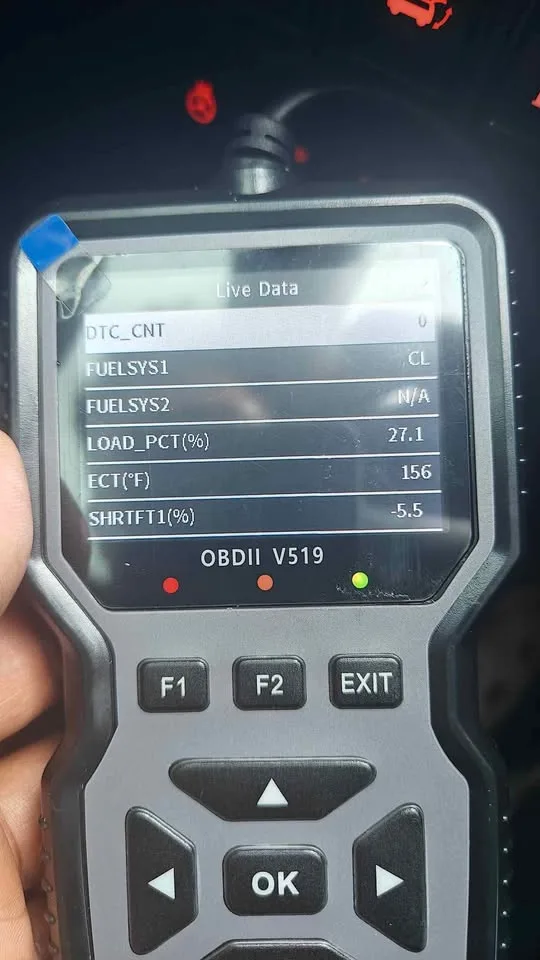 Live Data
DTC_CNT 0
FUELSYS1 CL
FUELSYS2 N/A
LOAD_PCT(%) 27.1
ECT(°F) 156
SHRTFT1(%) -5.5
OBDII V519
F1 F2 EXIT
OK